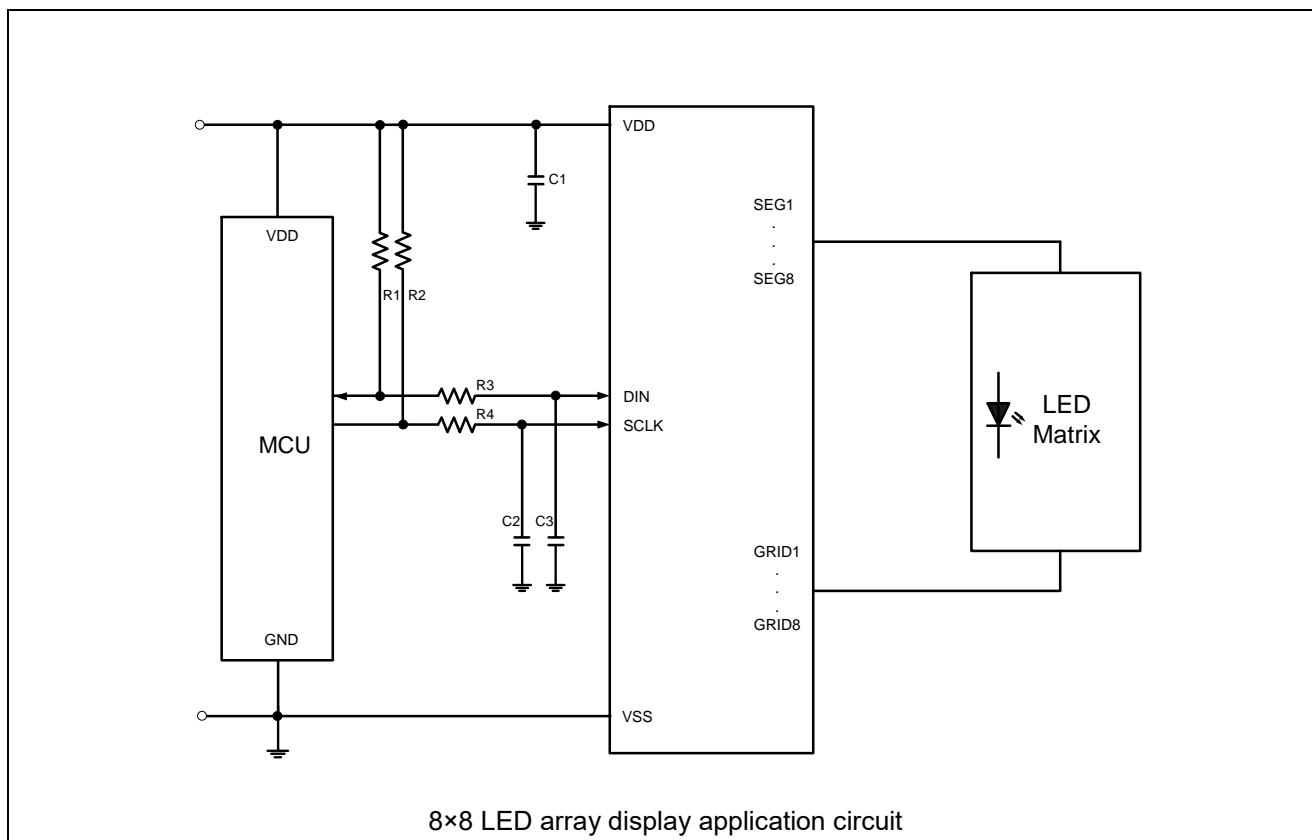 VDD
C1
SEG1
.
.
.
SEG8
VDD
R1 R2
R3
DIN
R4
SCLK
MCU
LED
Matrix
C2 C3
GRID1
.
.
.
GRID8
GND
VSS
8×8 LED array display application circuit